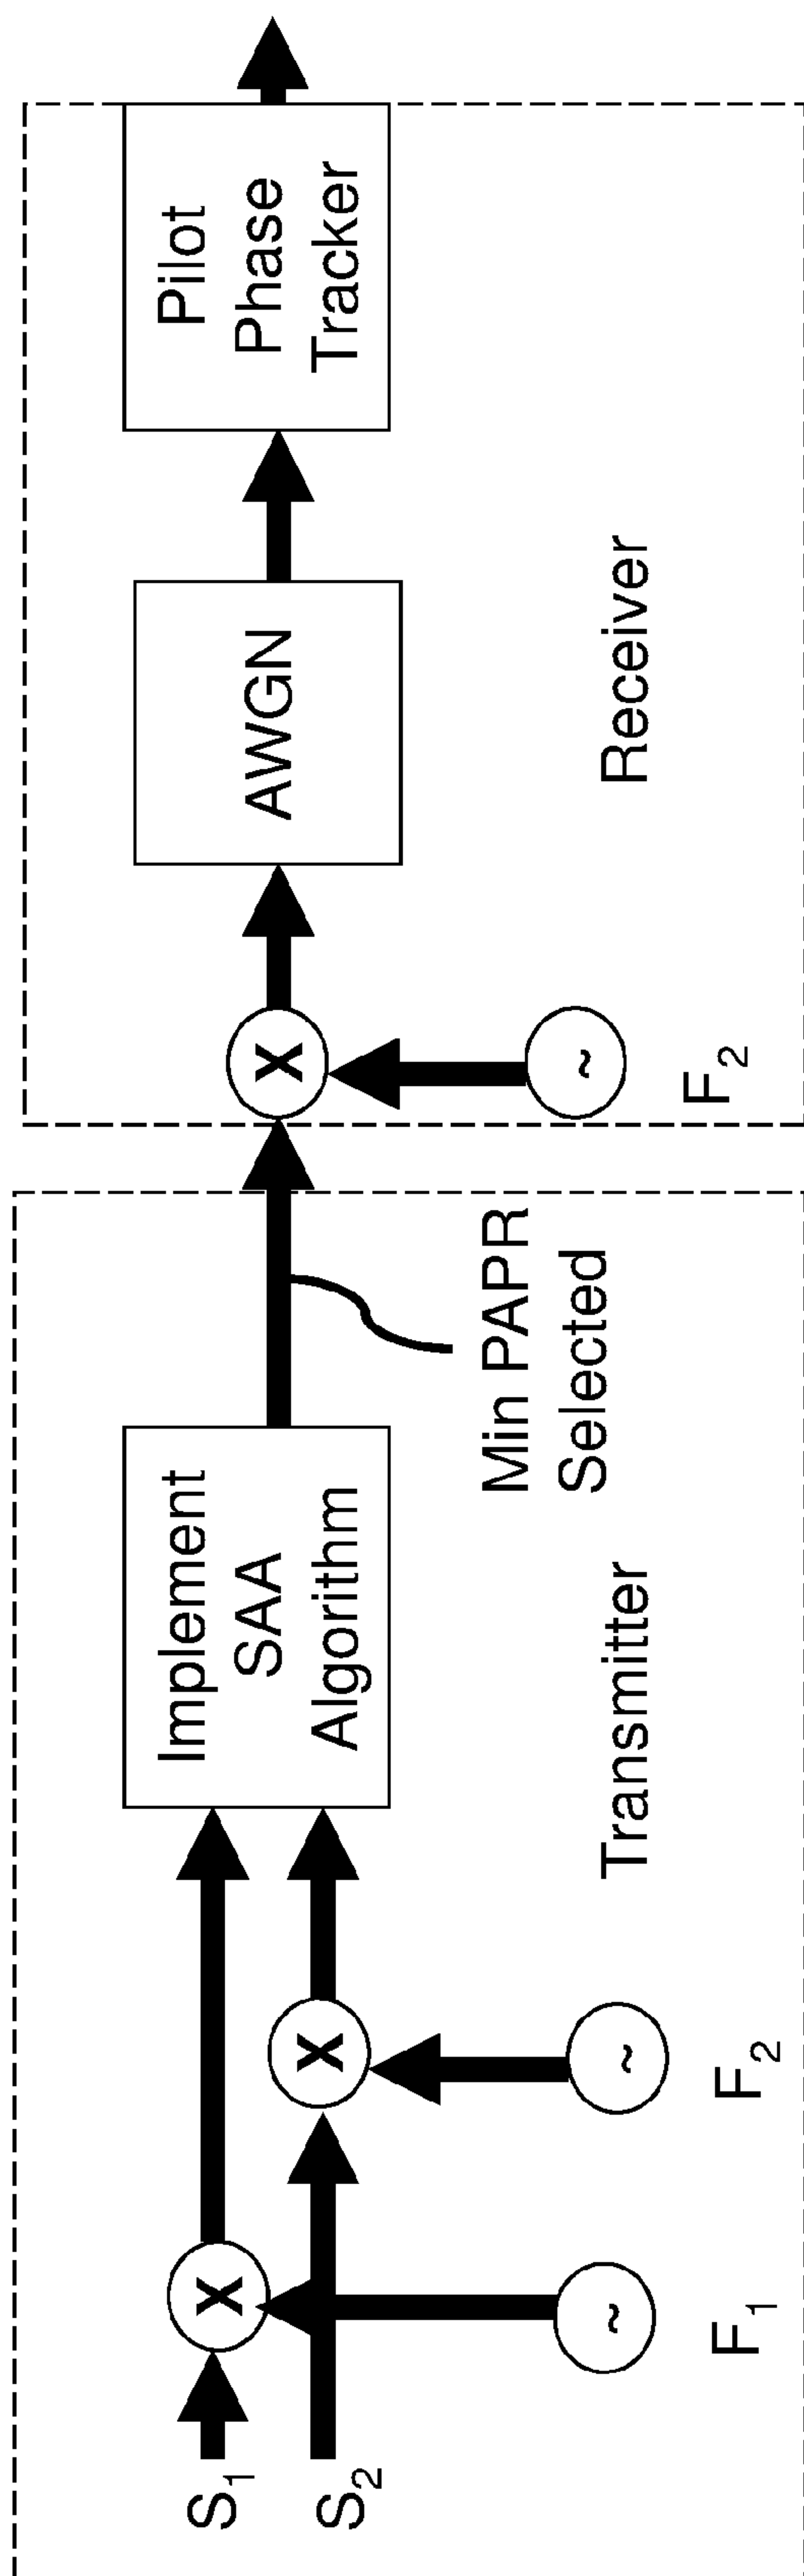 S1
S2
F1
F2
Implement
SAA
Algorithm
Transmitter
Min PAPR
Selected
X
X
X
~
~
~
F2
AWGN
Receiver
Pilot
Phase
Tracker